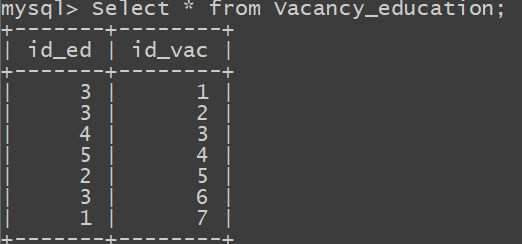 mysql> Select * from Vacancy_education;
+-------+--------+
| id_ed | id_vac |
+-------+--------+
|     3 |      1 |
|     3 |      2 |
|     4 |      3 |
|     5 |      4 |
|     2 |      5 |
|     3 |      6 |
|     1 |      7 |
+-------+--------+